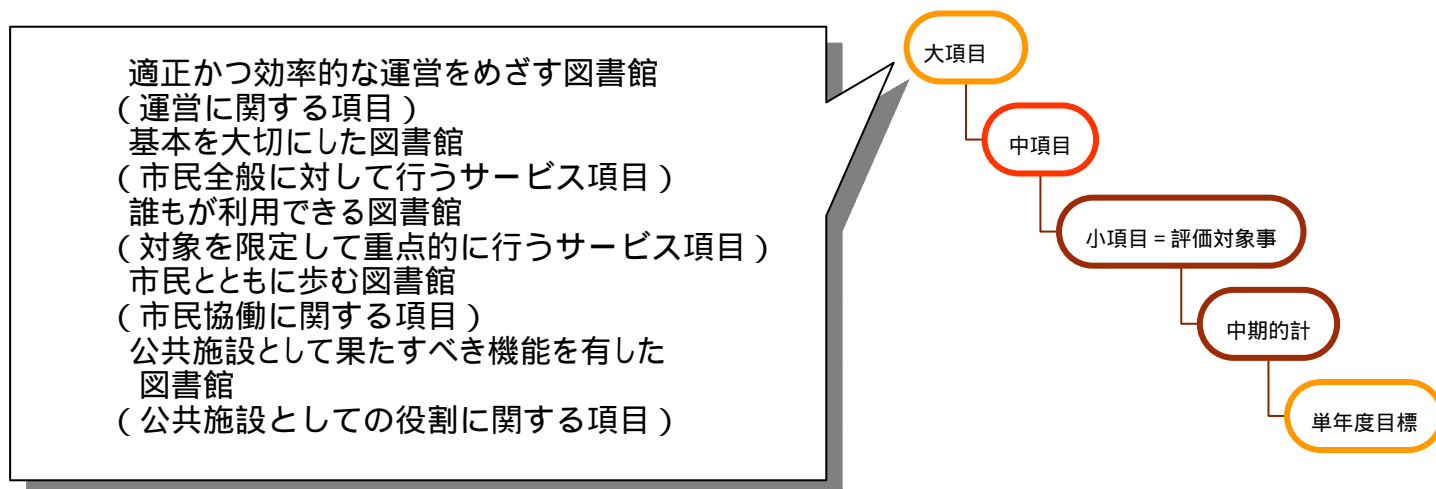 適正かつ効率的な運営をめざす図書館
（運営に関する項目）
基本を大切にした図書館
（市民全般に対して行うサービス項目）
誰もが利用できる図書館
（対象を限定して重点的に行うサービス項目）
市民とともに歩む図書館
（市民協働に関する項目）
公共施設として果たすべき機能を有した
図書館
（公共施設としての役割に関する項目）
大項目
中項目
小項目 = 評価対象事
中期的計
単年度目標